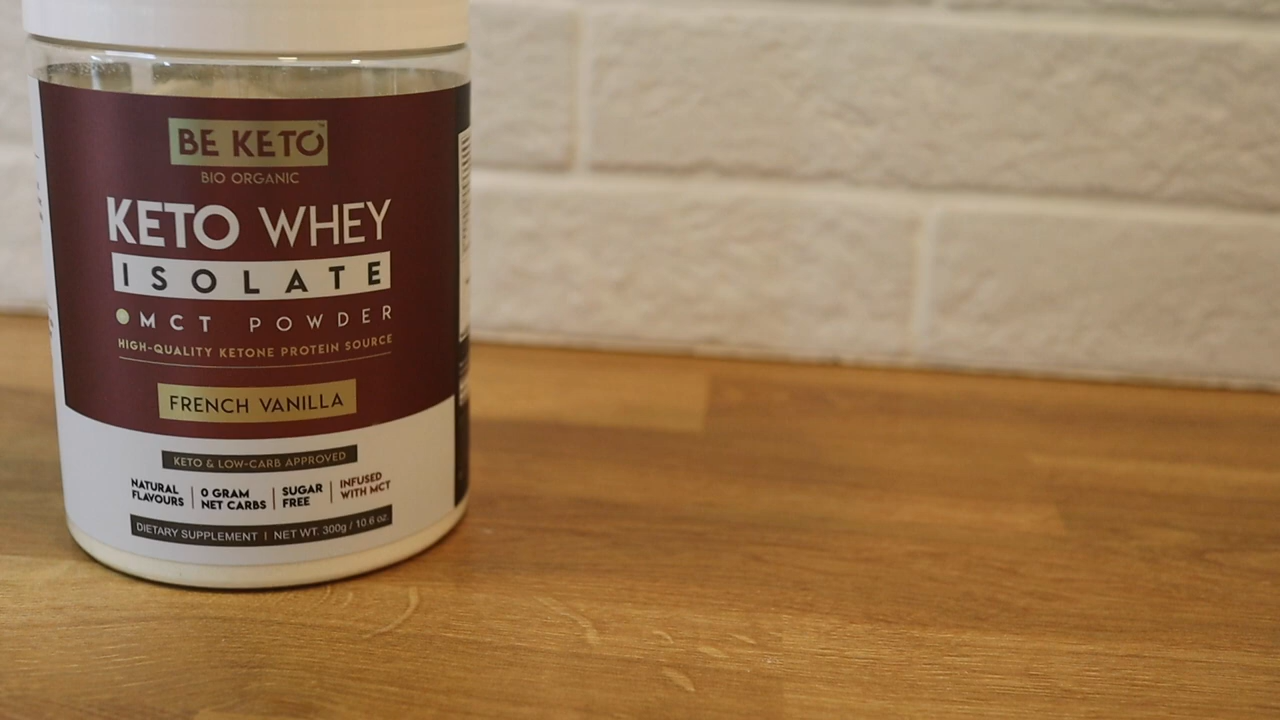 BE KETO™
BIO ORGANIC
KETO WHEY
ISOLATE
MCT POWDER
HIGH-QUALITY KETONE PROTEIN SOURCE
FRENCH VANILLA
KETO & LOW-CARB APPROVED
NATURAL FLAVOURS | 0 GRAM NET CARBS | SUGAR FREE | INFUSED WITH MCT
DIETARY SUPPLEMENT | NET WT. 300g / 10.6 oz.